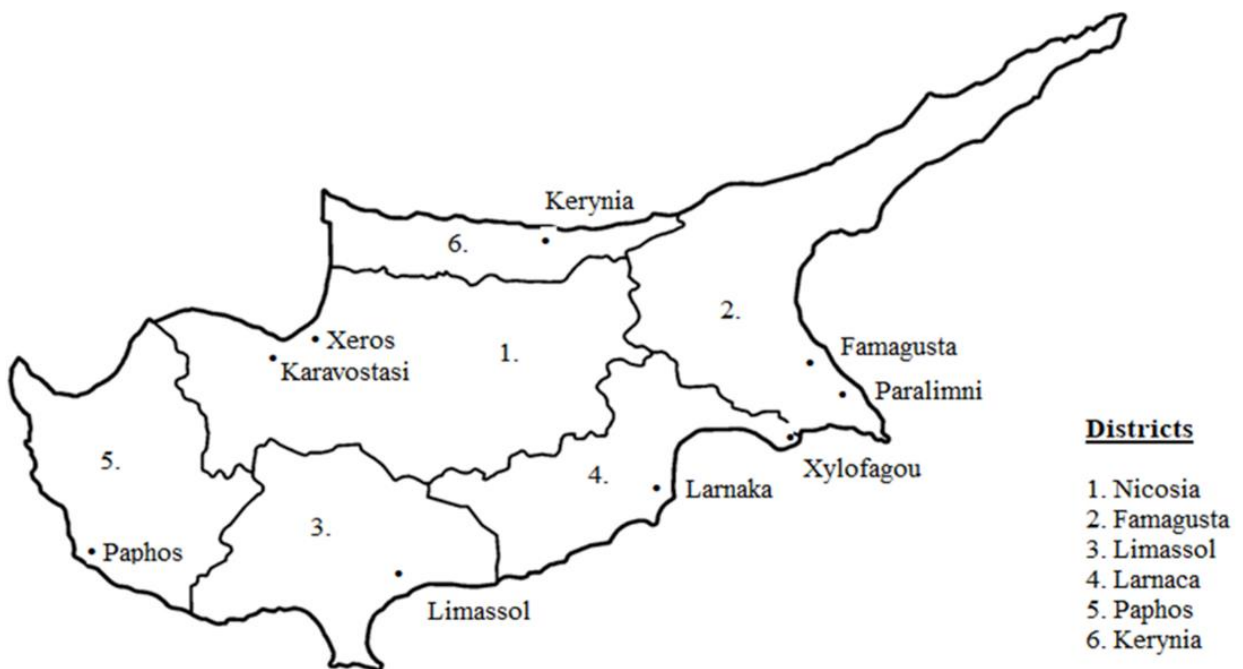 Kerynia
6.
2.
Xeros
1.
Famagusta
Karavostasi
Paralimni
Districts
5.
4.
Xylofagou
Larnaka
1. Nicosia
3.
2. Famagusta
Paphos
3. Limassol
4. Larnaca
Limassol
5. Paphos
6. Kerynia